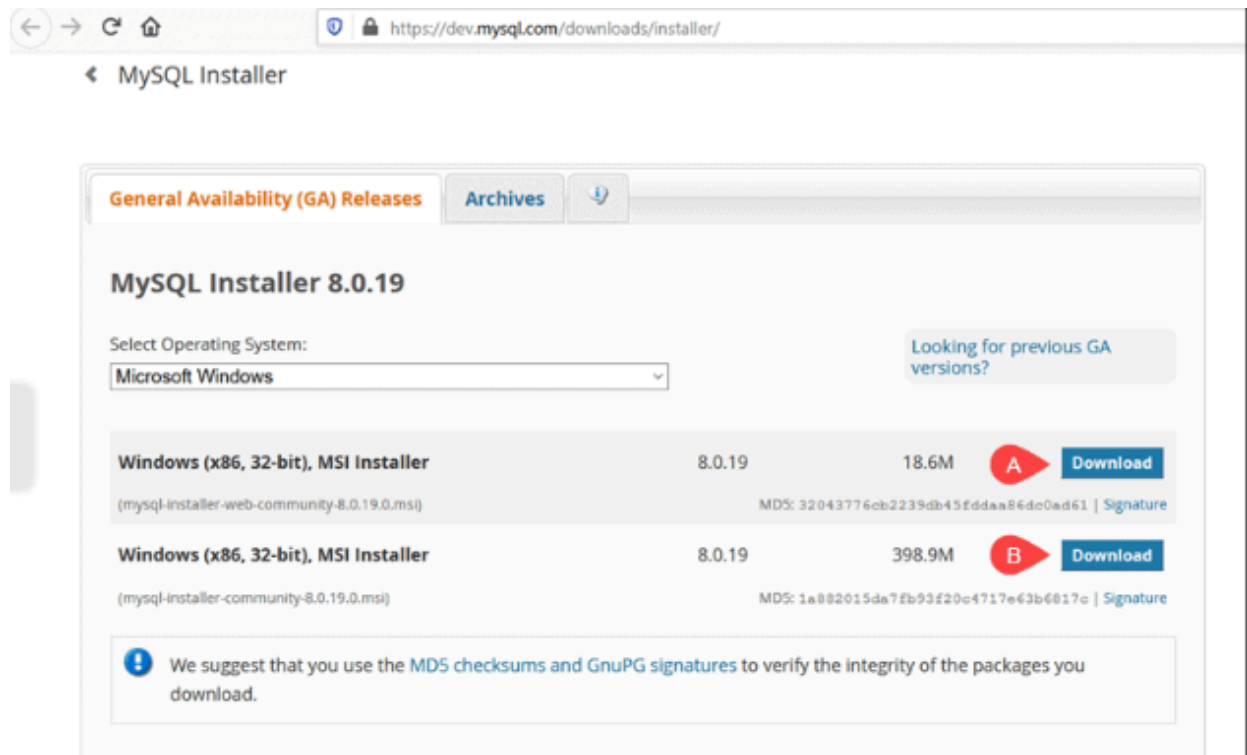 https://dev.mysql.com/downloads/installer/
MySQL Installer
General Availability (GA) Releases
Archives
MySQL Installer 8.0.19
Select Operating System:
Looking for previous GA
versions?
Microsoft Windows
Windows (x86, 32-bit), MSI Installer 8.0.19 18.6M A Download
(mysql-installer-web-community-8.0.19.0.msi) MD5: | Signature
Windows (x86, 32-bit), MSI Installer 8.0.19 398.9M B Download
(mysql-installer-community-8.0.19.0.msi) MD5: | Signature
We suggest that you use the MD5 checksums and GnuPG signatures to verify the integrity of the packages you
download.